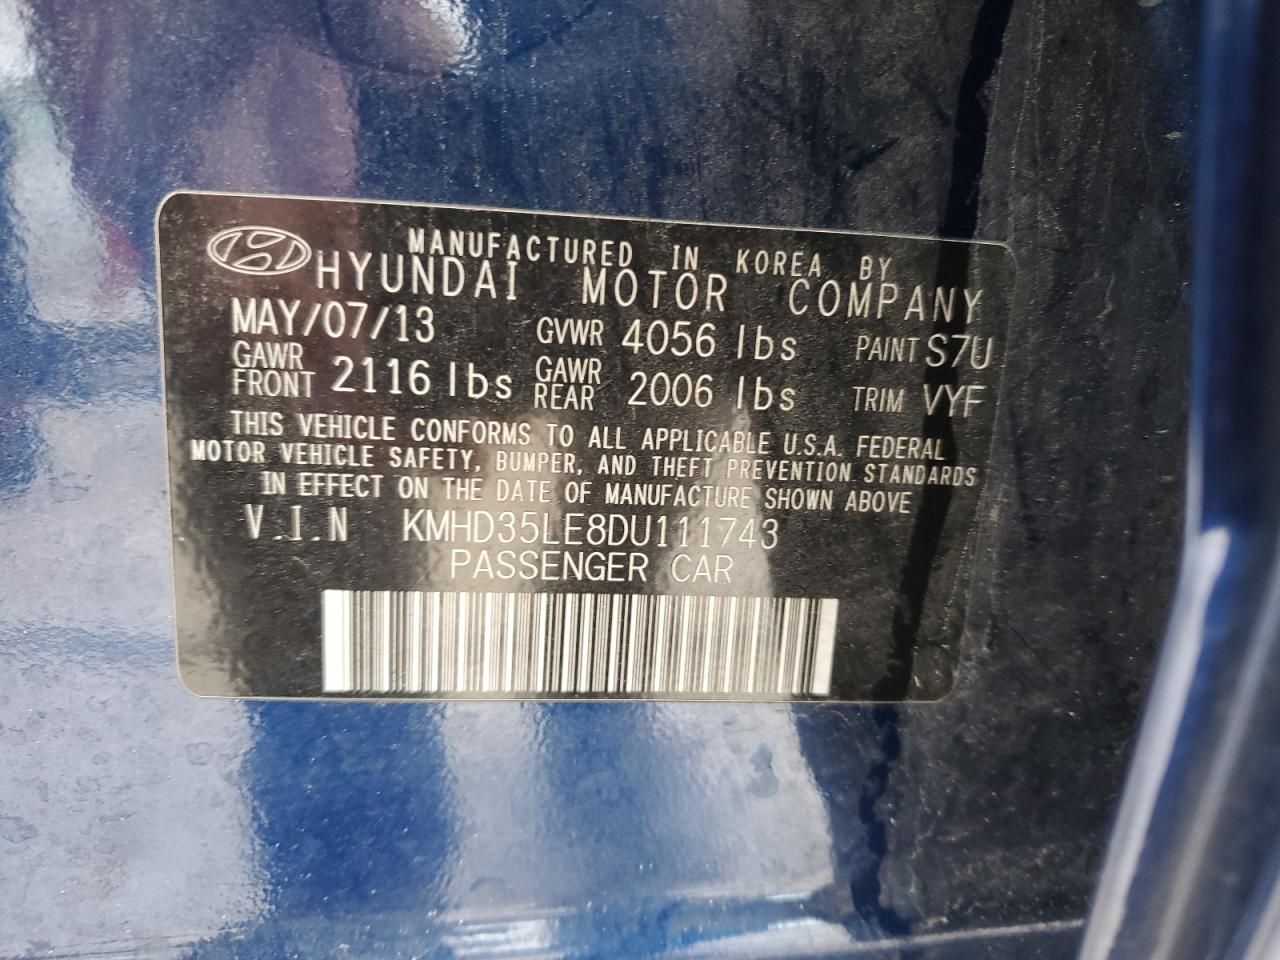 MANUFACTURED IN KOREA BY
HYUNDAI MOTOR COMPANY
MAY/07/13 GVWR 4056 lbs PAINT S7U
GAWR FRONT 2116 lbs GAWR REAR 2006 lbs TRIM VYF
THIS VEHICLE CONFORMS TO ALL APPLICABLE U.S.A. FEDERAL
MOTOR VEHICLE SAFETY, BUMPER, AND THEFT PREVENTION STANDARDS
IN EFFECT ON THE DATE OF MANUFACTURE SHOWN ABOVE
V.I.N KMHD35LE8DU111743
PASSENGER CAR